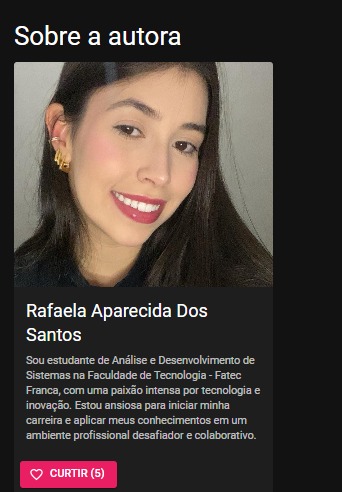 Sobre a autora
Rafaela Aparecida Dos
Santos
Sou estudante de Análise e Desenvolvimento de
Sistemas na Faculdade de Tecnologia - Fatec
Franca, com uma paixão intensa por tecnologia e
inovação. Estou ansiosa para iniciar minha
carreira e aplicar meus conhecimentos em um
ambiente profissional desafiador e colaborativo.
CURTIR (5)